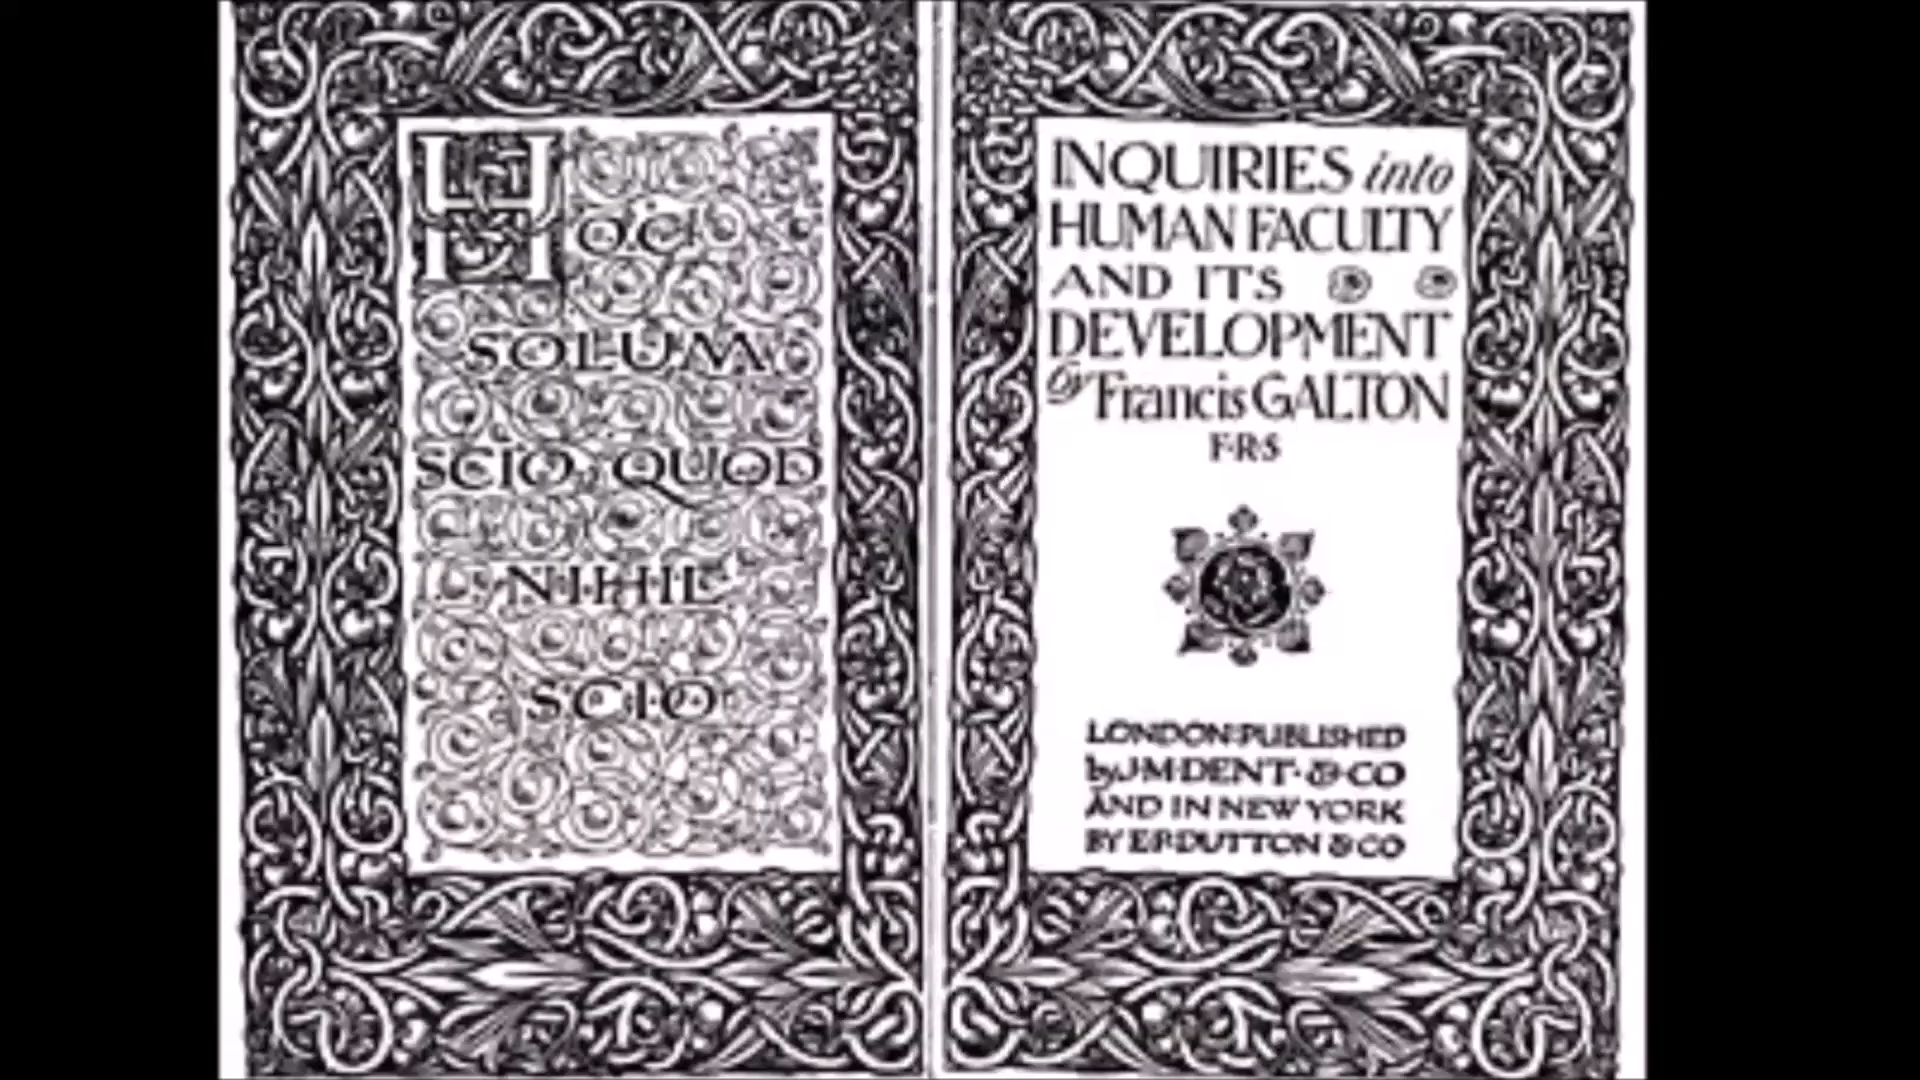 HOC
SOLUM
SCIO, QUOD
NIHIL
SCIO
INQUIRIES into
HUMAN FACULTY
AND ITS
DEVELOPMENT
by Francis GALTON
F·R·S
LONDON:PUBLISHED
by J·M·DENT·&·CO
AND IN NEW YORK
BY E·P·DUTTON & CO